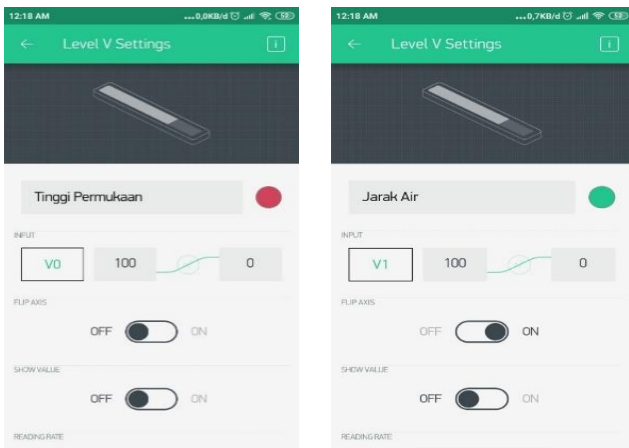 12:18 AM ...0,0KB/d 58
← Level V Settings i
Tinggi Permukaan
INPUT
V0 100 0
FLIP AXIS
OFF ON
SHOW VALUE
OFF ON
READING RATE
12:18 AM ...0,7KB/d
← Level V Settings i
Jarak Air
INPUT
V1 100 0
FLIP AXIS
OFF ON
SHOW VALUE
OFF ON
READING RATE